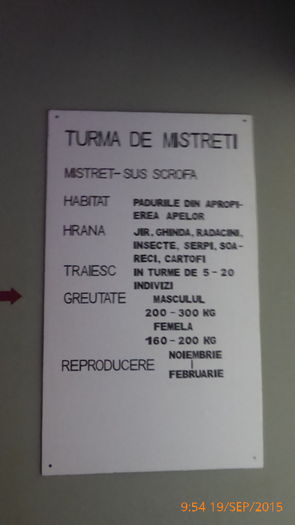 TURMA DE MISTRETI
MISTRET-SUS SCROFA
HABITAT PADURILE DIN APROPI-
EREA APELOR
HRANA JIR, GHINDA, RADACINI,
INSECTE, SERPI, SOA-
RECI, CARTOFI
TRAIESC IN TURME DE 5-20
INDIVIZI
GREUTATE MASCULUL
200-300 KG
FEMELA
160-200 KG
REPRODUCERE NOIEMBRIE
|
FEBRUARIE
9:54 19/SEP/2015